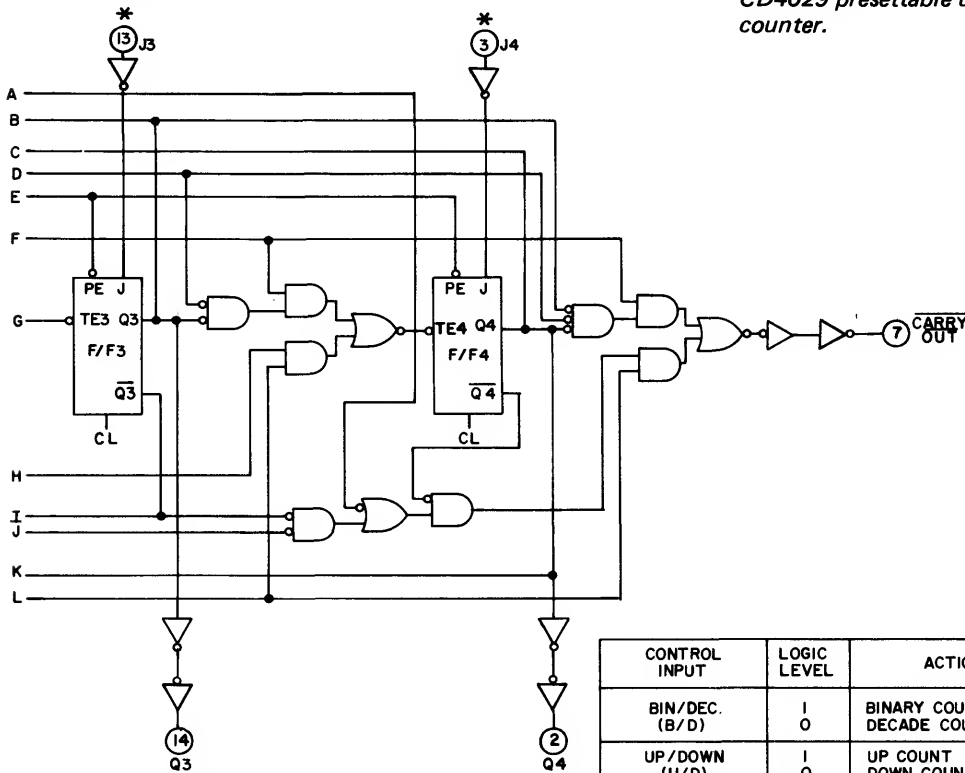 CD4029 presettable
counter.
*
13 J3
*
3 J4
A
B
C
D
E
F
G
H
I
J
K
L
PE J
TE3 Q3
F/F3
Q3
CL
PE J
TE4 Q4
F/F4
Q4
CL
7 CARRY
OUT
14
Q3
2
Q4
CONTROL INPUT LOGIC LEVEL
BIN/DEC. (B/D) 1 BINARY
0 DECADE
UP/DOWN 1 UP COUNT